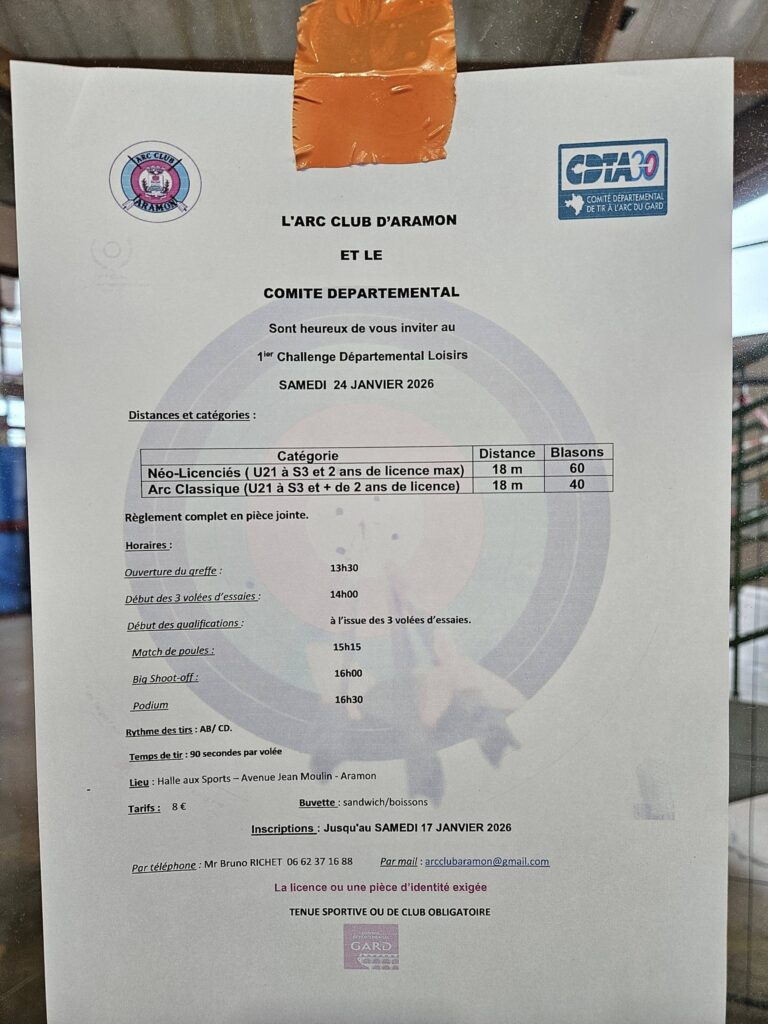 ARC CLUB
ARAMON
CDTA30
COMITÉ DÉPARTEMENTAL
DE TIR À L'ARC DU GARD
L'ARC CLUB D'ARAMON
ET LE
COMITE DEPARTEMENTAL
Sont heureux de vous inviter au
1ier Challenge Départemental Loisirs
SAMEDI 24 JANVIER 2026
Distances et catégories :
Catégorie Distance Blasons
Néo-Licenciés ( U21 à S3 et 2 ans de licence max) 18 m 60
Arc Classique (U21 à S3 et + de 2 ans de licence) 18 m 40
Règlement complet en pièce jointe.
Horaires :
Ouverture du greffe : 13h30
Début des 3 volées d'essaies : 14h00
Début des qualifications : à l'issue des 3 volées d'essaies.
Match de poules : 15h15
Big Shoot-off : 16h00
Podium 16h30
Rythme des tirs : AB/ CD.
Temps de tir : 90 secondes par volée
Lieu : Halle aux Sports – Avenue Jean Moulin - Aramon
Tarifs : 8 € Buvette : sandwich/boissons
Inscriptions : Jusqu'au SAMEDI 17 JANVIER 2026
Par téléphone : Mr Bruno RICHET 06 62 37 16 88 Par mail : arcclubaramon@gmail.com
La licence ou une pièce d'identité exigée
TENUE SPORTIVE OU DE CLUB OBLIGATOIRE
GARD